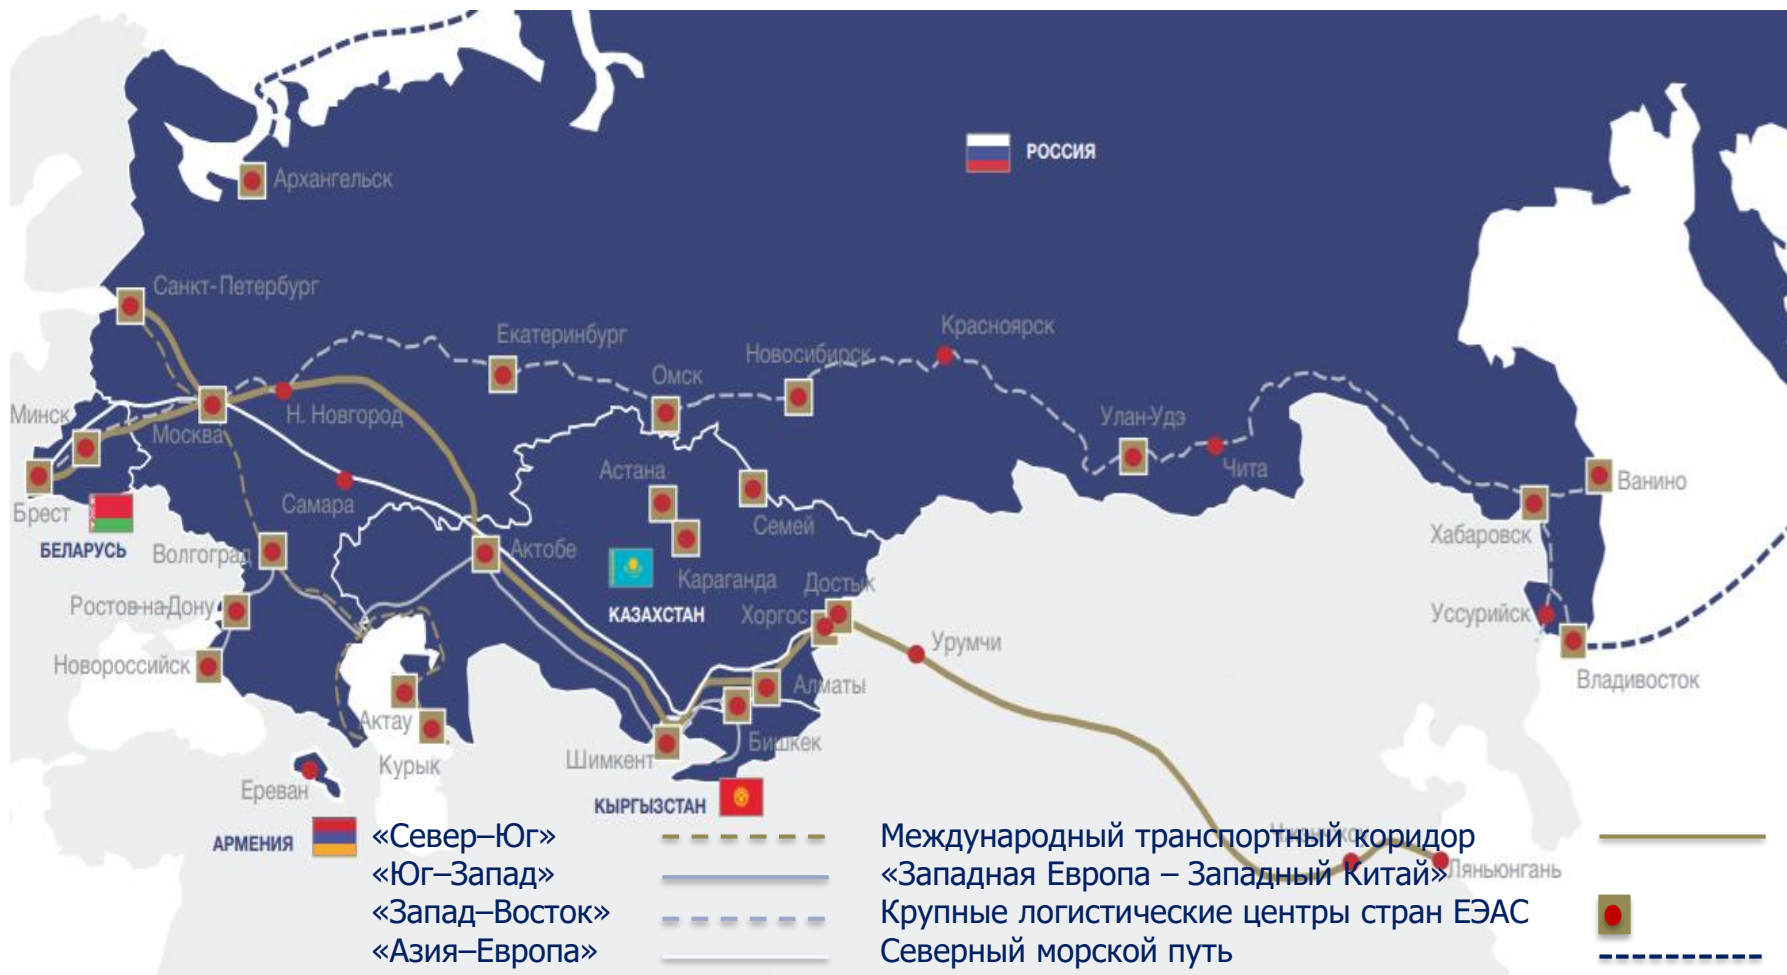 РОССИЯ
Архангельск
Санкт-Петербург
Екатеринбург
Красноярск
Новосибирск
Омск
Минск
Москва
Н. Новгород
Улан-Удэ
Чита
Ванино
Астана
Самара
Семей
Брест
БЕЛАРУСЬ
Хабаровск
Волгоград
Актобе
Караганда
Достык
Ростов-на-Дону
КАЗАХСТАН
Хоргос
Уссурийск
Урумчи
Новороссийск
Алматы
Владивосток
Актау
Бишкек
Курык
Шимкент
Ереван
КЫРГЫЗСТАН
АРМЕНИЯ
Ляньюнгань
«Север–Юг»
«Юг–Запад»
«Запад–Восток»
«Азия–Европа»
Международный транспортный коридор
«Западная Европа – Западный Китай»
Крупные логистические центры стран ЕЭАС
Северный морской путь